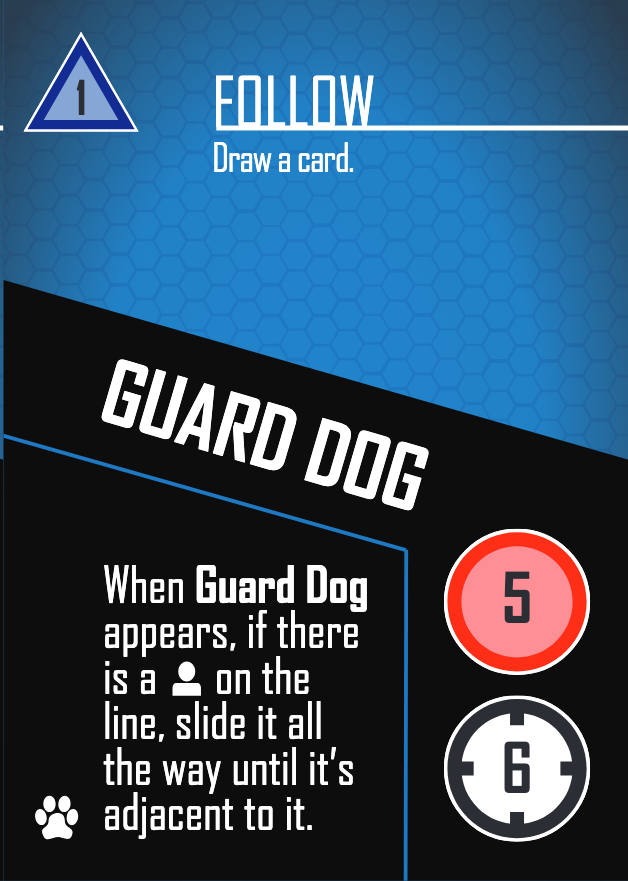 1
FOLLOW
Draw a card.
GUARD DOG
When Guard Dog
appears, if there
is a on the
line, slide it all
the way until it's
adjacent to it.
5
6